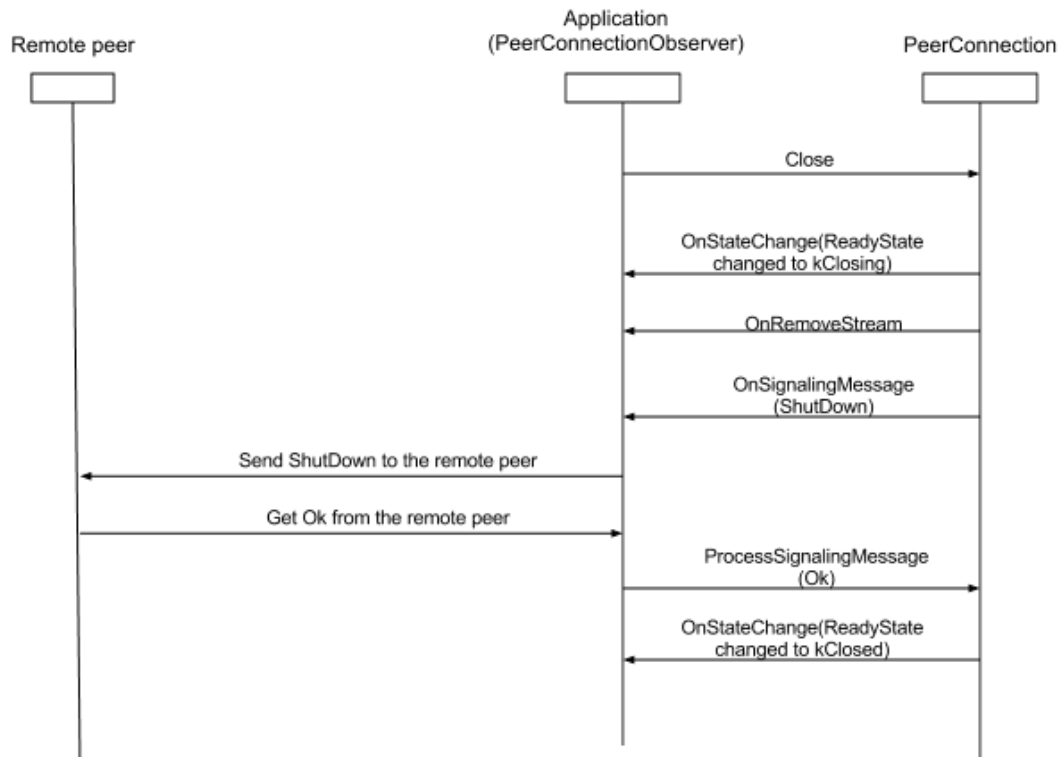 Application
(PeerConnectionObserver)
Remote peer
PeerConnection
Close
OnStateChange(ReadyState
changed to kClosing)
OnRemoveStream
OnSignalingMessage
(ShutDown)
Send ShutDown to the remote peer
Get Ok from the remote peer
ProcessSignalingMessage
(Ok)
OnStateChange(ReadyState
changed to kClosed)